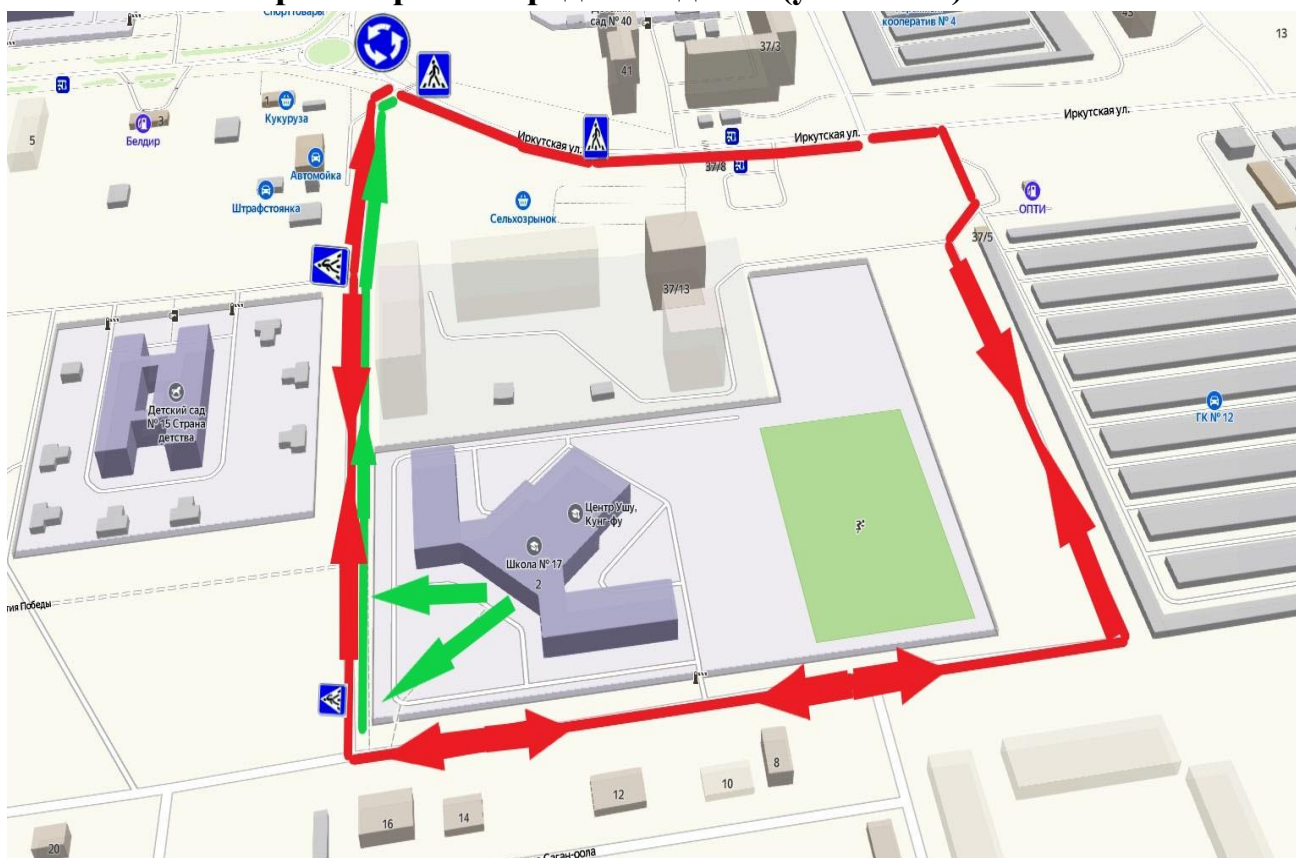 Спорттовары
сад № 40
кооператив № 4
43
13
37/3
41
5
1
Кукуруза
3
Белдир
Автомойка
Штрафстоянка
Иркутская ул.
Иркутская ул.
Иркутская ул.
37/8
Сельхозрынок
ОПТИ
37/5
37/13
Детский сад
№ 15 Страна
детства
ГК № 12
Центр Ушу,
Кунг-фу
Школа № 17
2
тия Победы
8
10
12
14
16
20
Саган-оола